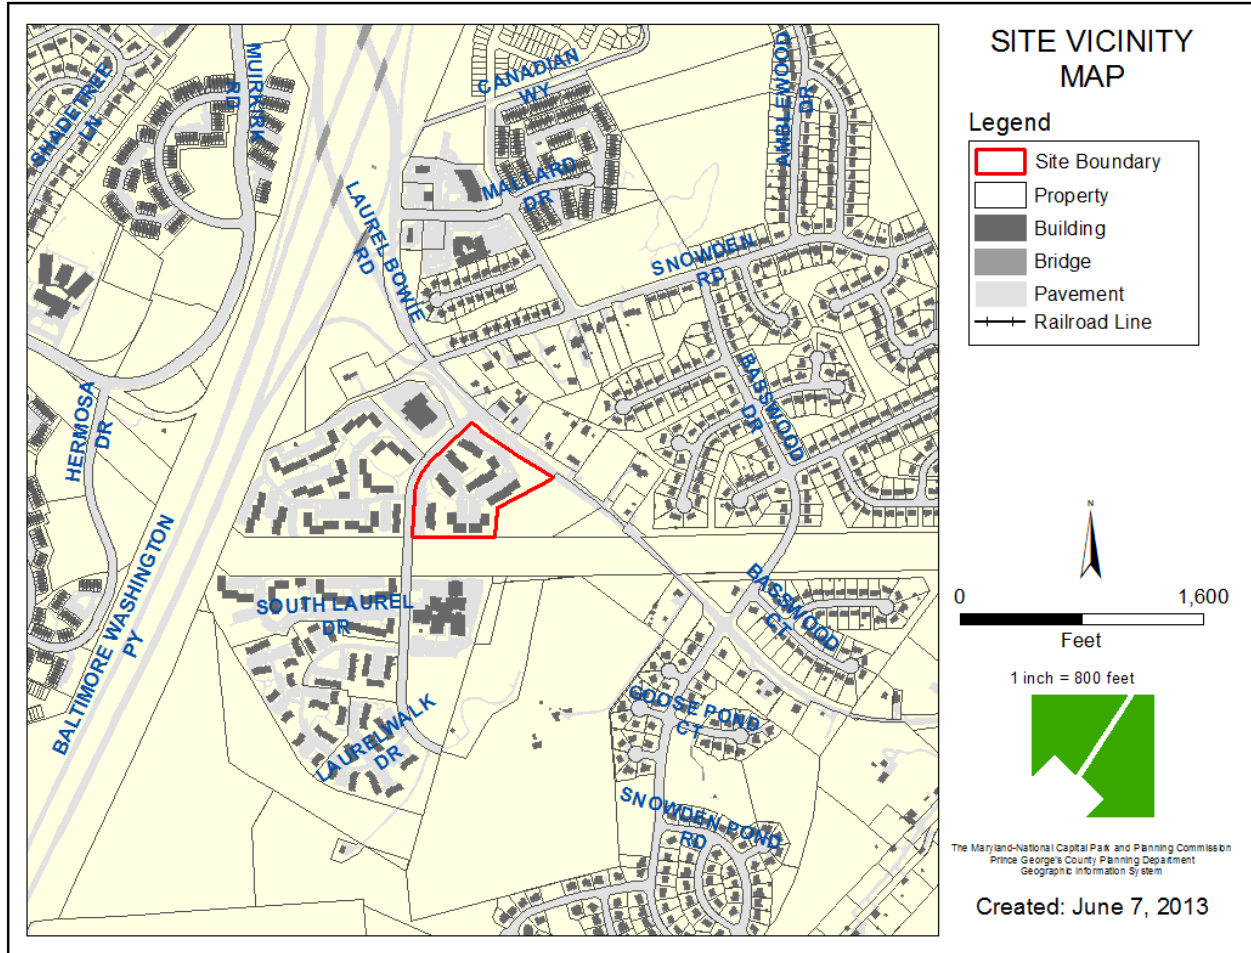 SITE VICINITY
MAP
Legend
Site Boundary
Property
Building
Bridge
Pavement
Railroad Line
N
0 1,600
Feet
1 inch = 800 feet
The Maryland-National Capital Park and Planning Commission
Prince George's County Planning Department
Geographic Information System
Created: June 7, 2013
SHADETREE
LN
MUIRKIRK
RD
CANADIAN
WY
AMBLEWOOD
DR
MALLARD
DR
LAUREL BOWIE
RD
SNOWDEN
RD
BASSWOOD
DR
HERMOSA
DR
BALTIMORE WASHINGTON
PY
SOUTH LAUREL
DR
BASSWOOD
CT
LAURELWALK
DR
GOOSE POND
CT
SNOWDEN POND
RD